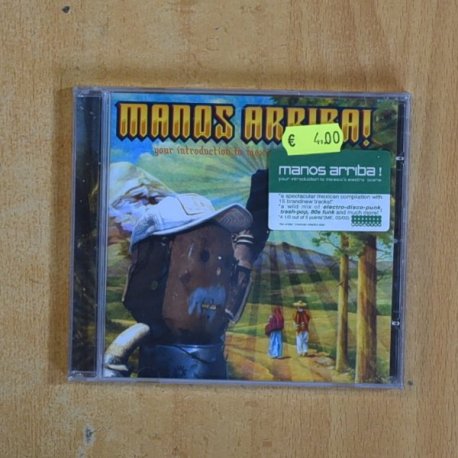 MANOS ARRIBA!
€ 4.00
your introduction to
manos arriba !
your introduction to mexico's electro scene
"a spectacular mexican compilation with
15 brandnew tracks!"
"a wild mix of electro-disco-punk,
trash-pop, 80s funk and much more!"